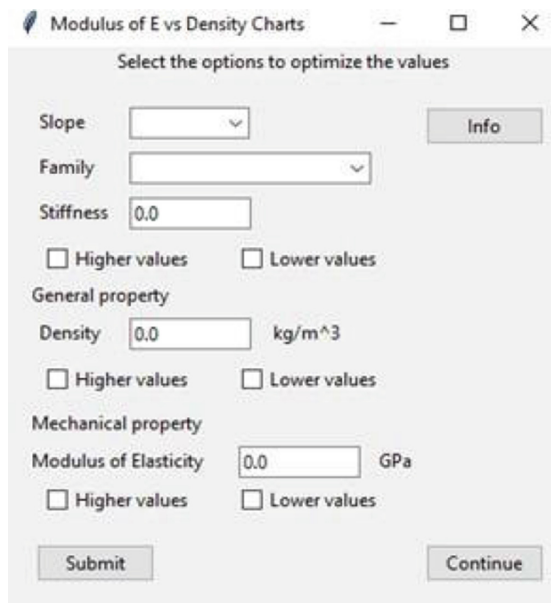 Modulus of E vs Density Charts
Select the options to optimize the values
Slope
Info
Family
Stiffness 0.0
Higher values Lower values
General property
Density 0.0 kg/m^3
Higher values Lower values
Mechanical property
Modulus of Elasticity 0.0 GPa
Higher values Lower values
Submit Continue